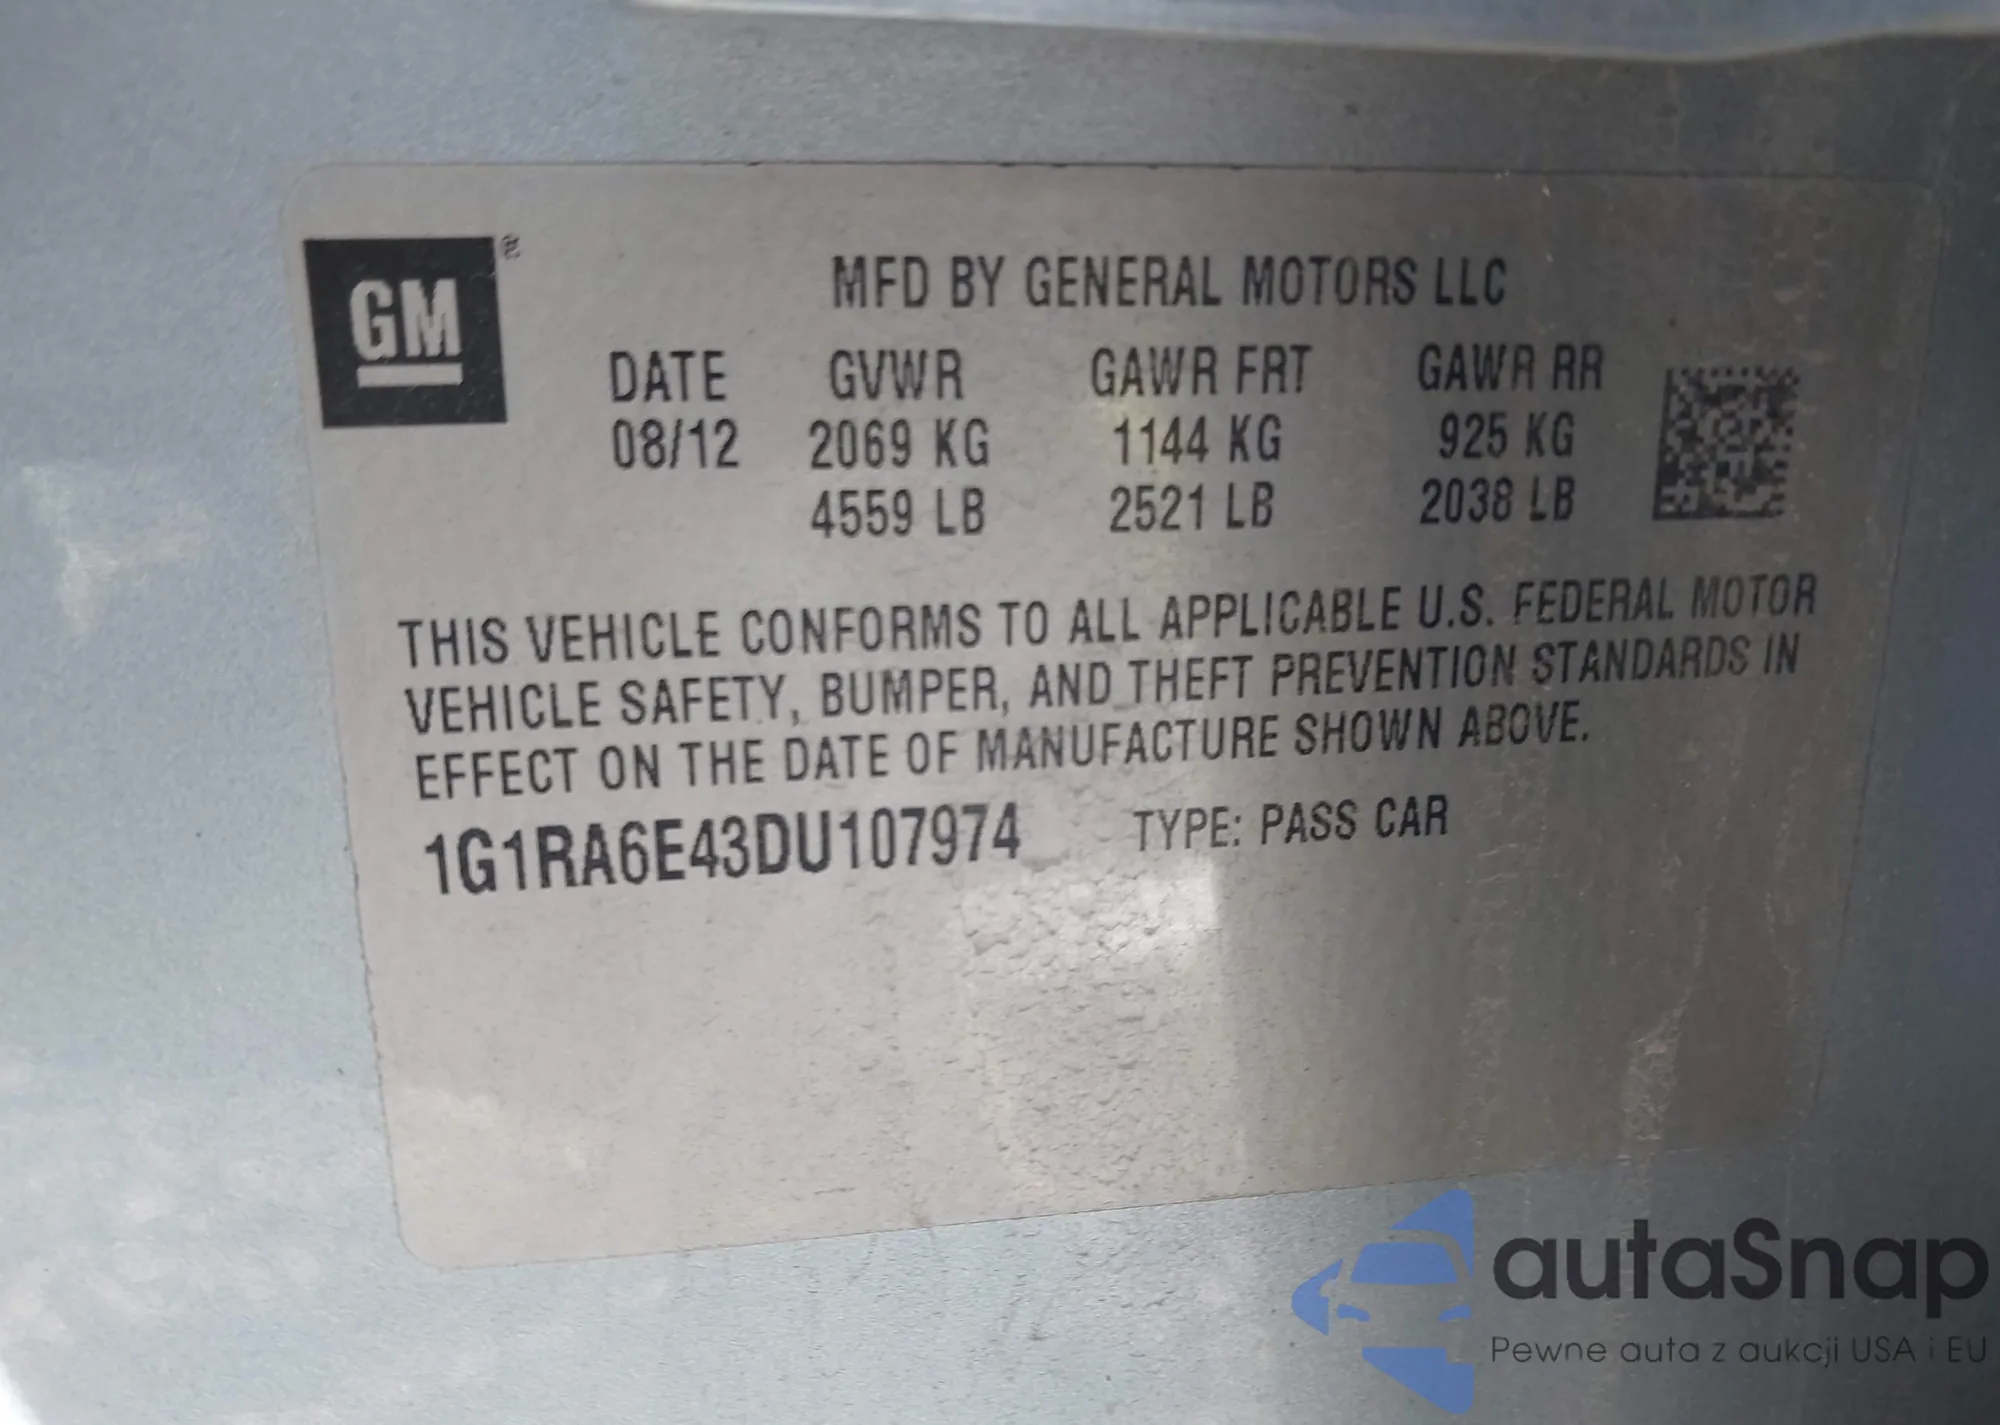 GM
MFD BY GENERAL MOTORS LLC
DATE GVWR GAWR FRT GAWR RR
08/12 2069 KG 1144 KG 925 KG
4559 LB 2521 LB 2038 LB
THIS VEHICLE CONFORMS TO ALL APPLICABLE U.S. FEDERAL MOTOR
VEHICLE SAFETY, BUMPER, AND THEFT PREVENTION STANDARDS IN
EFFECT ON THE DATE OF MANUFACTURE SHOWN ABOVE.
1G1RA6E43DU107974 TYPE: PASS CAR
autaSnap
Pewne auta z aukcji USA i EU